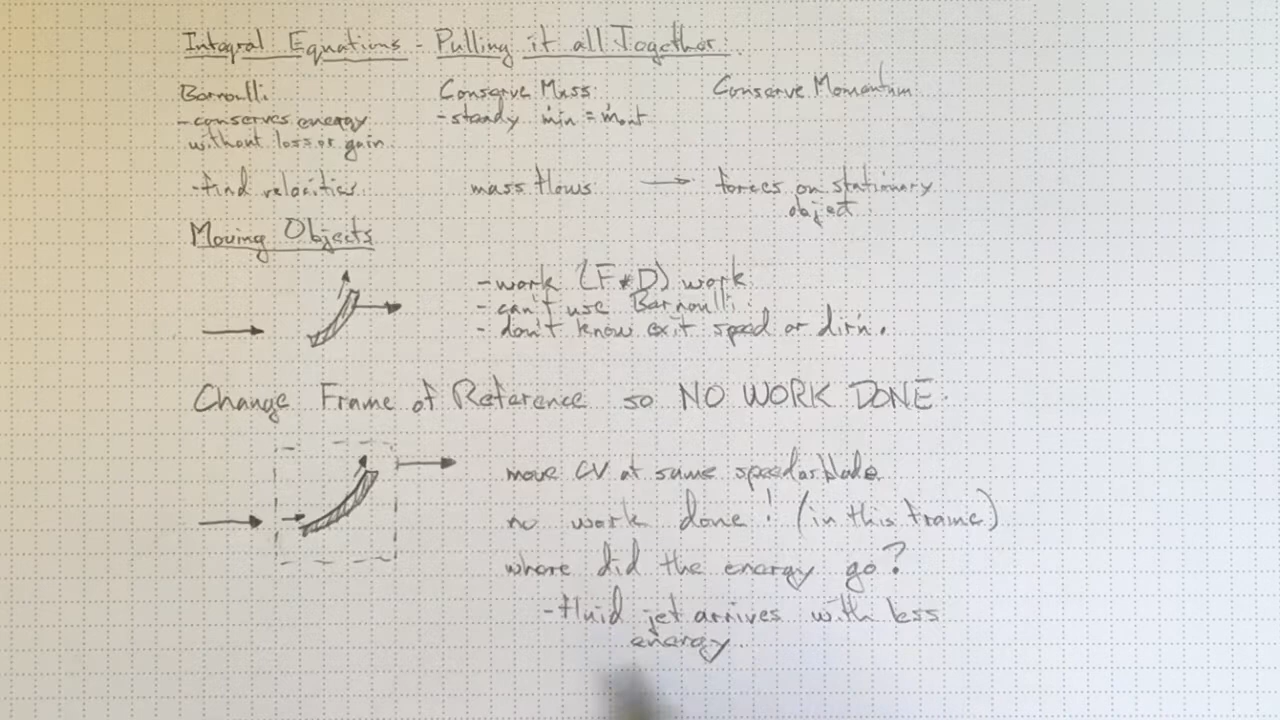 Integral Equations - Pulling it all Together.
Bernoulli Conserve Mass Conserve Momentum
- conserves energy - steady ṁin = ṁout
without loss or gain
- find velocities mass flows → forces on stationary
object
Moving Objects
- work (F*D) work
- can't use Bernoulli
- don't know exit speed or dir'n.
Change Frame of Reference so NO WORK DONE.
move CV at same speed as blade
no work done! (in this frame)
where did the energy go?
- fluid jet arrives with less
energy.